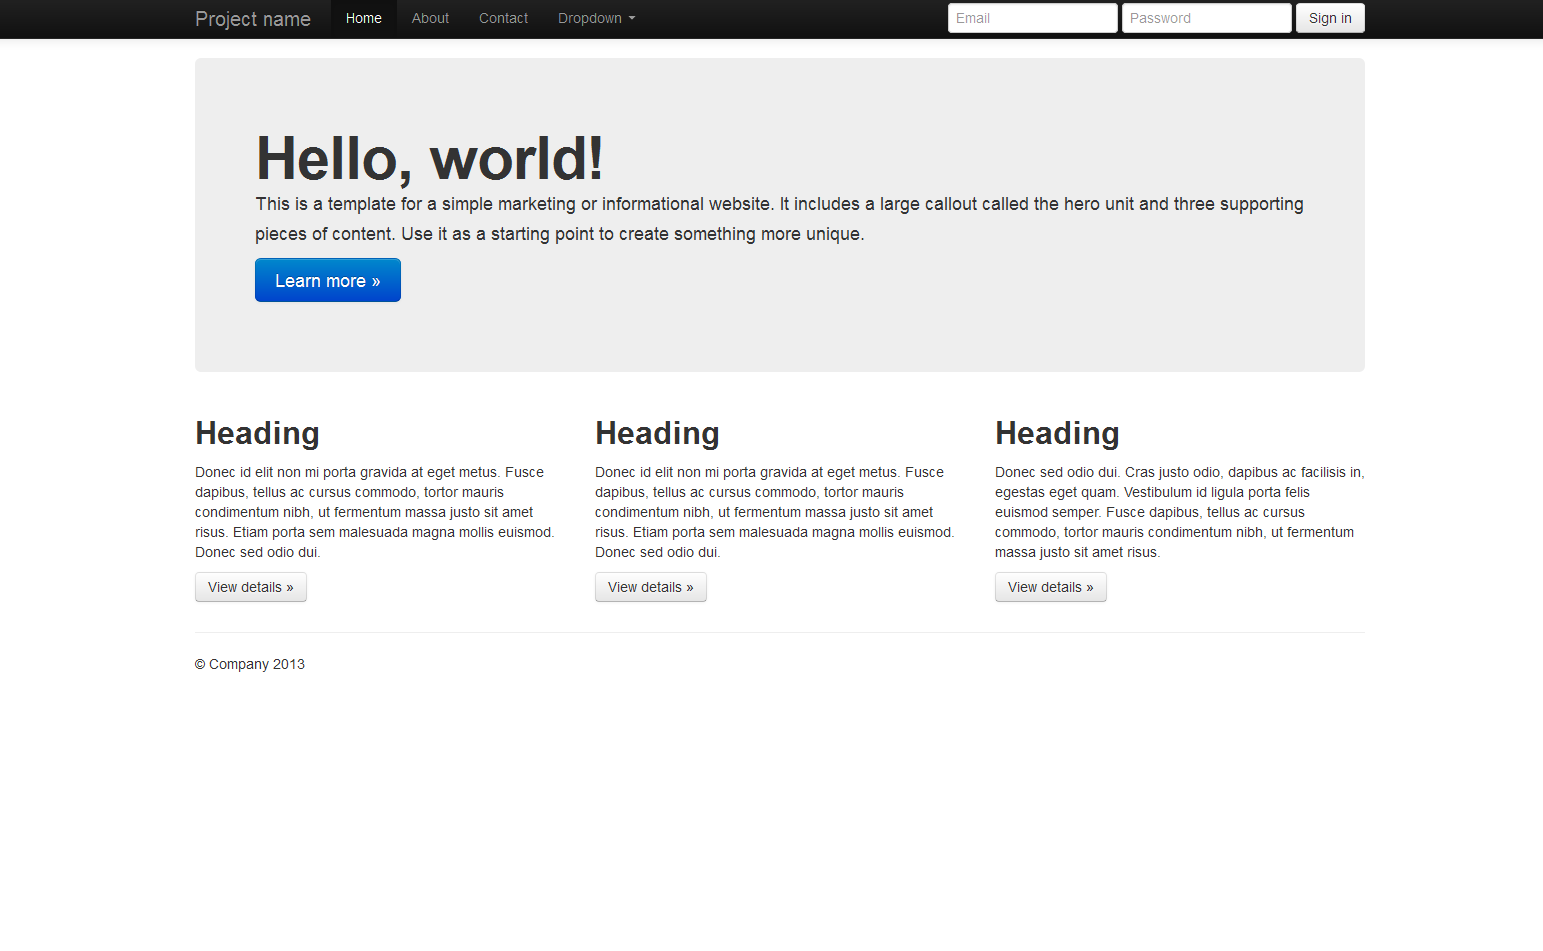 Project name Home About Contact Dropdown Email Password Sign in
Hello, world!
This is a template for a simple marketing or informational website. It includes a large callout called the hero unit and three supporting
pieces of content. Use it as a starting point to create something more unique.
Learn more »
Heading
Donec id elit non mi porta gravida at eget metus. Fusce
dapibus, tellus ac cursus commodo, tortor mauris
condimentum nibh, ut fermentum massa justo sit amet
risus. Etiam porta sem malesuada magna mollis euismod.
Donec sed odio dui.
View details »
Heading
Donec id elit non mi porta gravida at eget metus. Fusce
dapibus, tellus ac cursus commodo, tortor mauris
condimentum nibh, ut fermentum massa justo sit amet
risus. Etiam porta sem malesuada magna mollis euismod.
Donec sed odio dui.
View details »
Heading
Donec sed odio dui. Cras justo odio, dapibus ac facilisis in,
egestas eget quam. Vestibulum id ligula porta felis
euismod semper. Fusce dapibus, tellus ac cursus
commodo, tortor mauris condimentum nibh, ut fermentum
massa justo sit amet risus.
View details »
© Company 2013